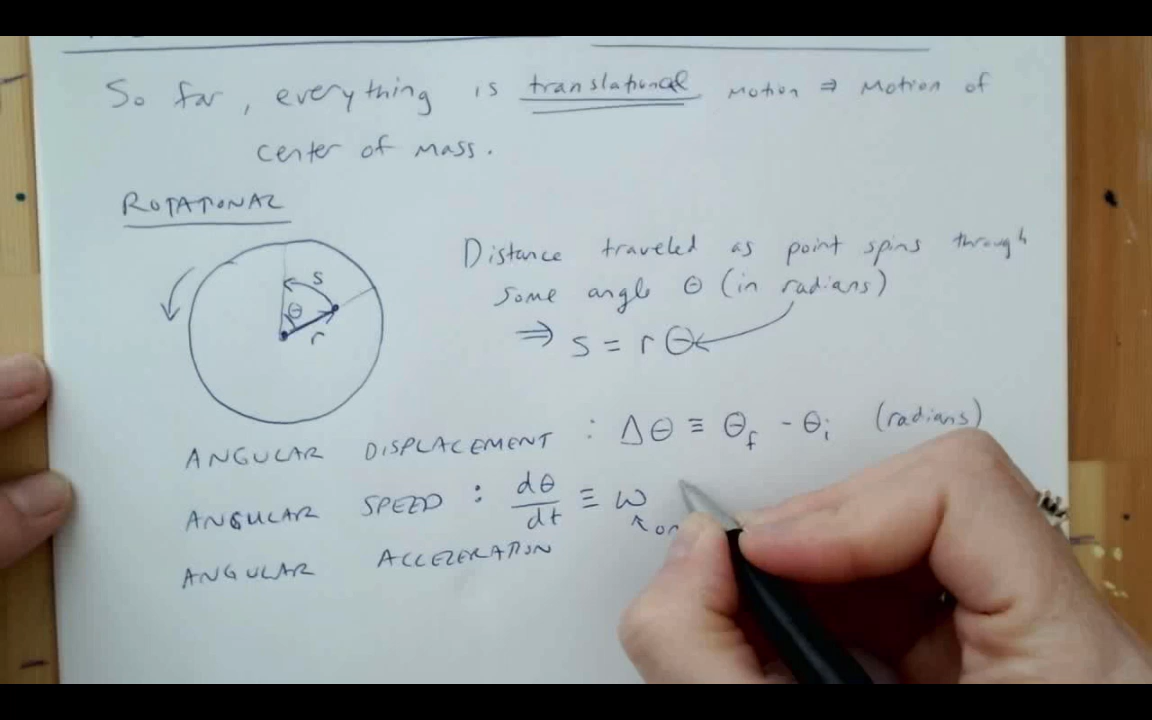 So far, everything is translational motion ⇒ motion of
center of mass.
ROTATIONAL
s
θ
r
Distance traveled as point spins through
some angle θ (in radians)
⇒ s = r θ
ANGULAR DISPLACEMENT : Δθ ≡ θf - θi (radians)
ANGULAR SPEED : dθ/dt ≡ ω
ANGULAR ACCELERATION